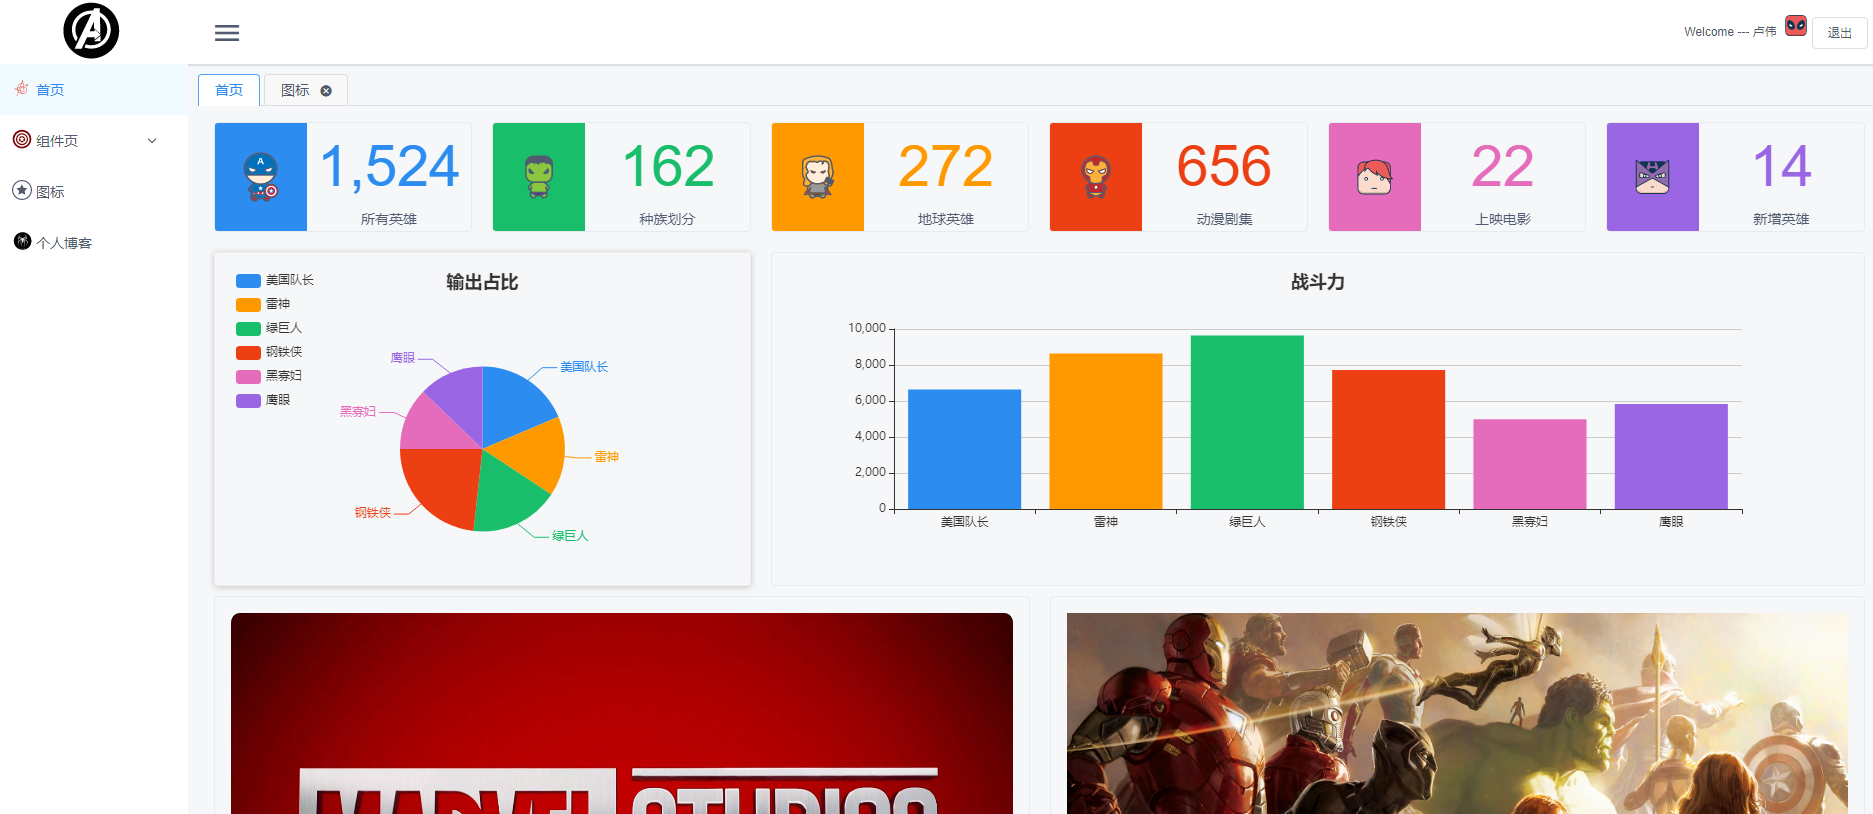 Welcome --- 卢伟
退出
首页
组件页
图标
个人博客
首页
图标
1,524
所有英雄
162
种族划分
272
地球英雄
656
动漫剧集
22
上映电影
14
新增英雄
输出占比
美国队长
雷神
绿巨人
钢铁侠
黑寡妇
鹰眼
鹰眼
美国队长
黑寡妇
雷神
钢铁侠
绿巨人
战斗力
10,000
8,000
6,000
4,000
2,000
0
美国队长
雷神
绿巨人
钢铁侠
黑寡妇
鹰眼
MARVEL STUDIOS